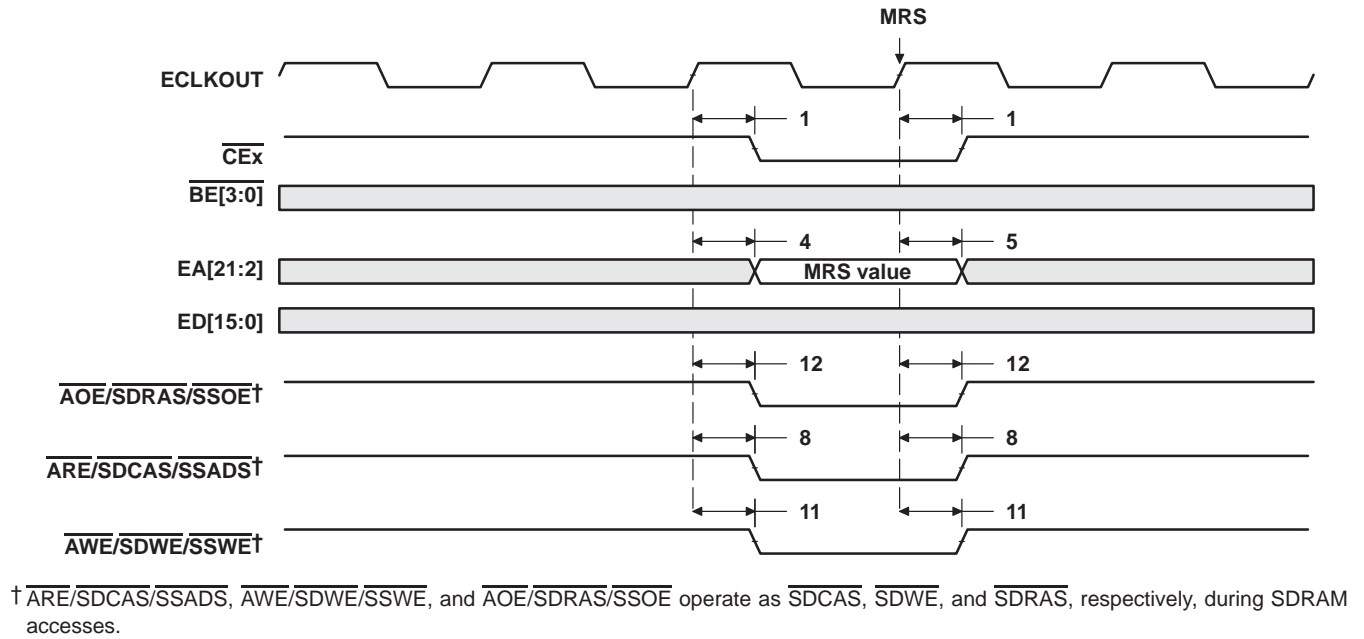 MRS
ECLKOUT
1 1
CEx
BE[3:0]
4 5
EA[21:2] MRS value
ED[15:0]
12 12
AOE/SDRAS/SSOE†
8 8
ARE/SDCAS/SSADS†
11 11
AWE/SDWE/SSWE†
† ARE/SDCAS/SSADS, AWE/SDWE/SSWE, and AOE/SDRAS/SSOE operate as SDCAS, SDWE, and SDRAS, respectively, during SDRAM
accesses.